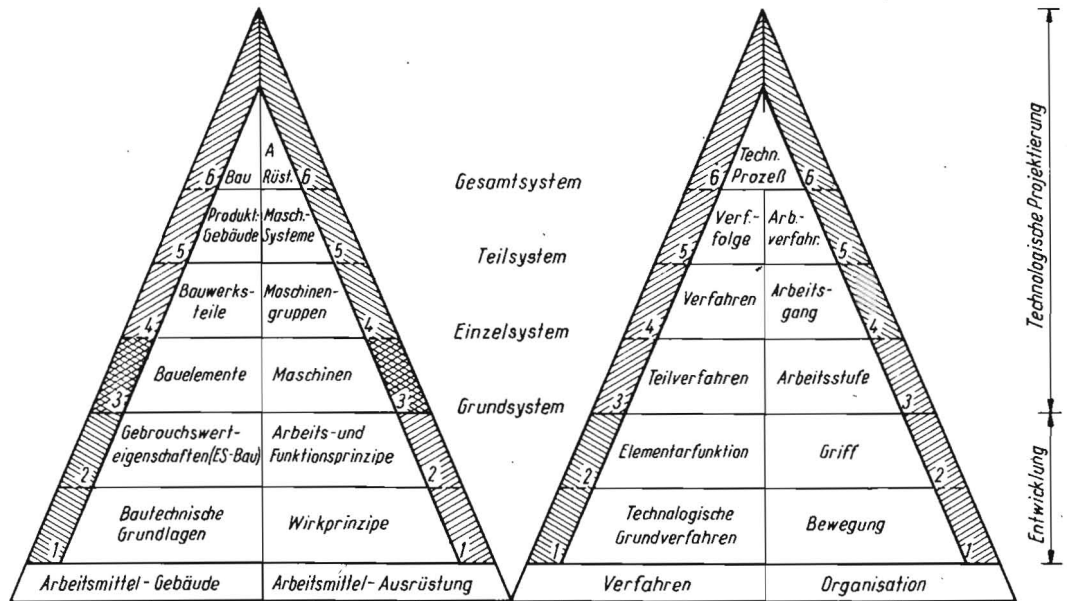 A
6 Bau Rüst. 6
Produkt.- Masch.-
Gebäude Systeme
5 5
Bauwerks- Maschinen-
teile gruppen
4 4
Bauelemente Maschinen
3 3
Gebrouchswert- Arbeits-und
eigenschaften(ES-Bau) Funktionsprinzipe
2 2
Bautechnische
Grundlagen Wirkprinzipe
1 1
Arbeitsmittel-Gebäude Arbeitsmittel-Ausrüstung
Gesamtsystem
Teilsystem
Einzelsystem
Grundsystem
Techn.
6 Prozeß 6
Verf.- Arb.-
folge verfahr.
5 5
Verfahren Arbeits-
gang
4 4
Teilverfahren Arbeitsstufe
3 3
Elementarfunktion Griff
2 2
Technalogische
Grundverfahren Bewegung
1 1
Verfahren Organisation
Technologische Projektierung
Entwicklung